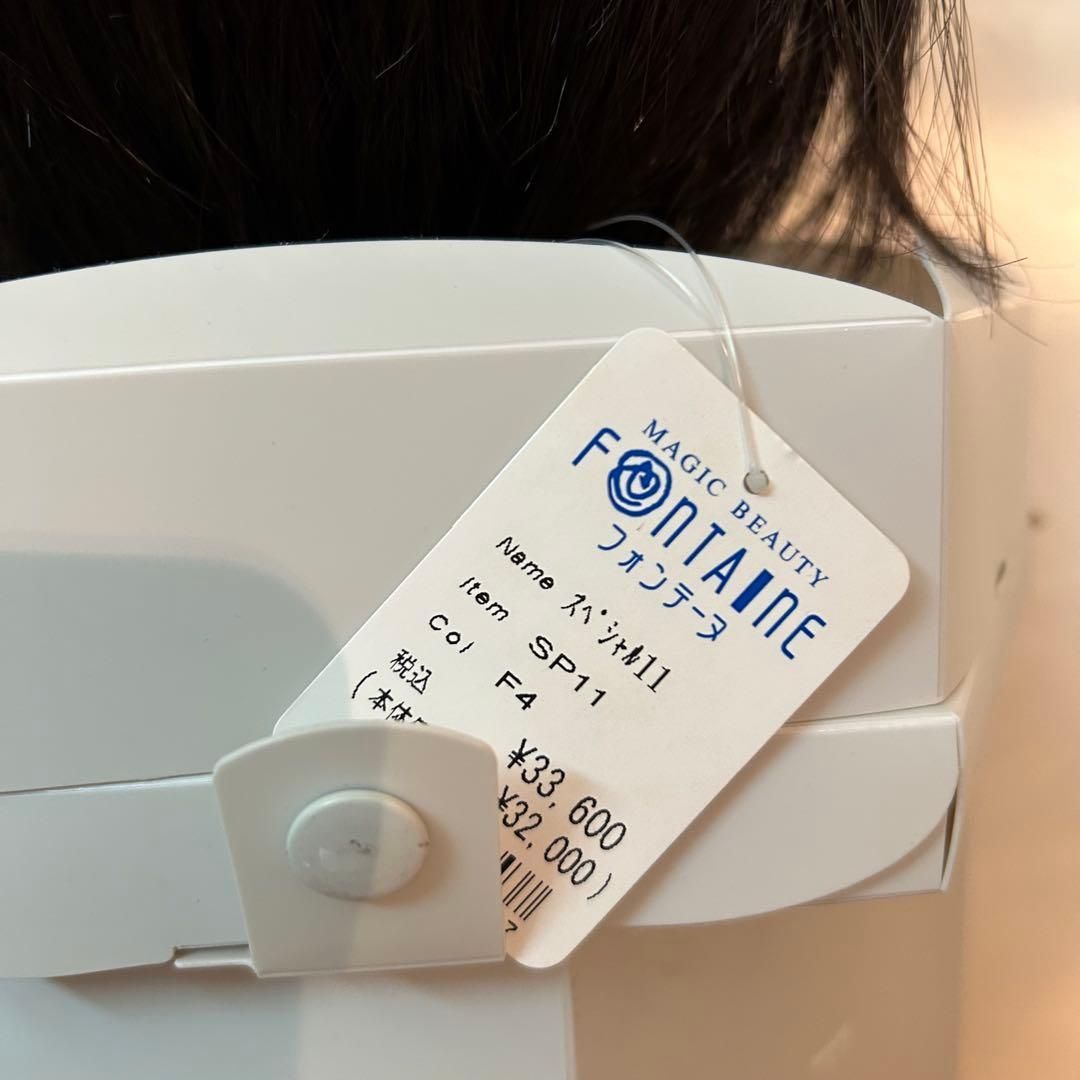 MAGIC BEAUTY
FONTAINE
フォンテーヌ
Name スペシャル11
Item SP11
Col F4
税込 ¥33,600
(本体 ¥32,000)
7